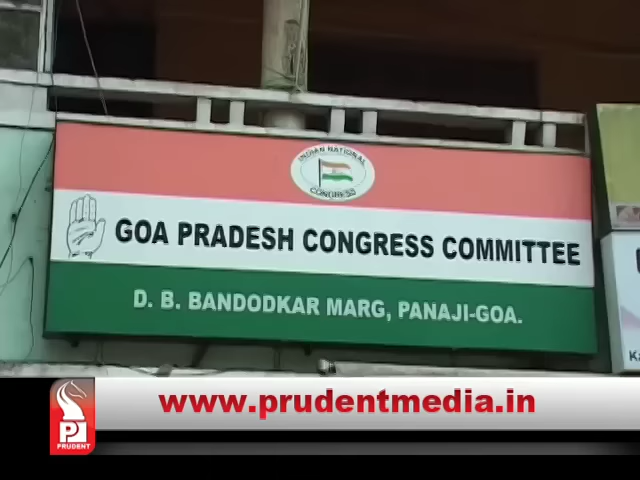 INDIAN NATIONAL
CONGRESS
GOA PRADESH CONGRESS COMMITTEE
D. B. BANDODKAR MARG, PANAJI-GOA.
www.prudentmedia.in
PRUDENT